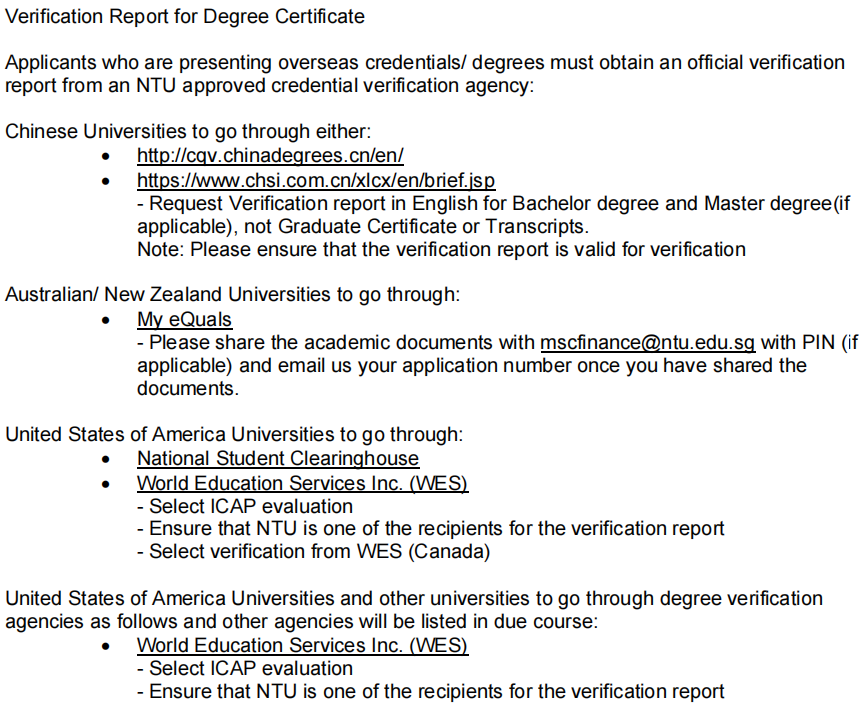 Verification Report for Degree Certificate
Applicants who are presenting overseas credentials/ degrees must obtain an official verification
report from an NTU approved credential verification agency:
Chinese Universities to go through either:
• http://cqv.chinadegrees.cn/en/
• https://www.chsi.com.cn/xlcx/en/brief.jsp
- Request Verification report in English for Bachelor degree and Master degree(if
applicable), not Graduate Certificate or Transcripts.
Note: Please ensure that the verification report is valid for verification
Australian/ New Zealand Universities to go through:
• My eQuals
- Please share the academic documents with mscfinance@ntu.edu.sg with PIN (if
applicable) and email us your application number once you have shared the
documents.
United States of America Universities to go through:
• National Student Clearinghouse
• World Education Services Inc. (WES)
- Select ICAP evaluation
- Ensure that NTU is one of the recipients for the verification report
- Select verification from WES (Canada)
United States of America Universities and other universities to go through degree verification
agencies as follows and other agencies will be listed in due course:
• World Education Services Inc. (WES)
- Select ICAP evaluation
- Ensure that NTU is one of the recipients for the verification report